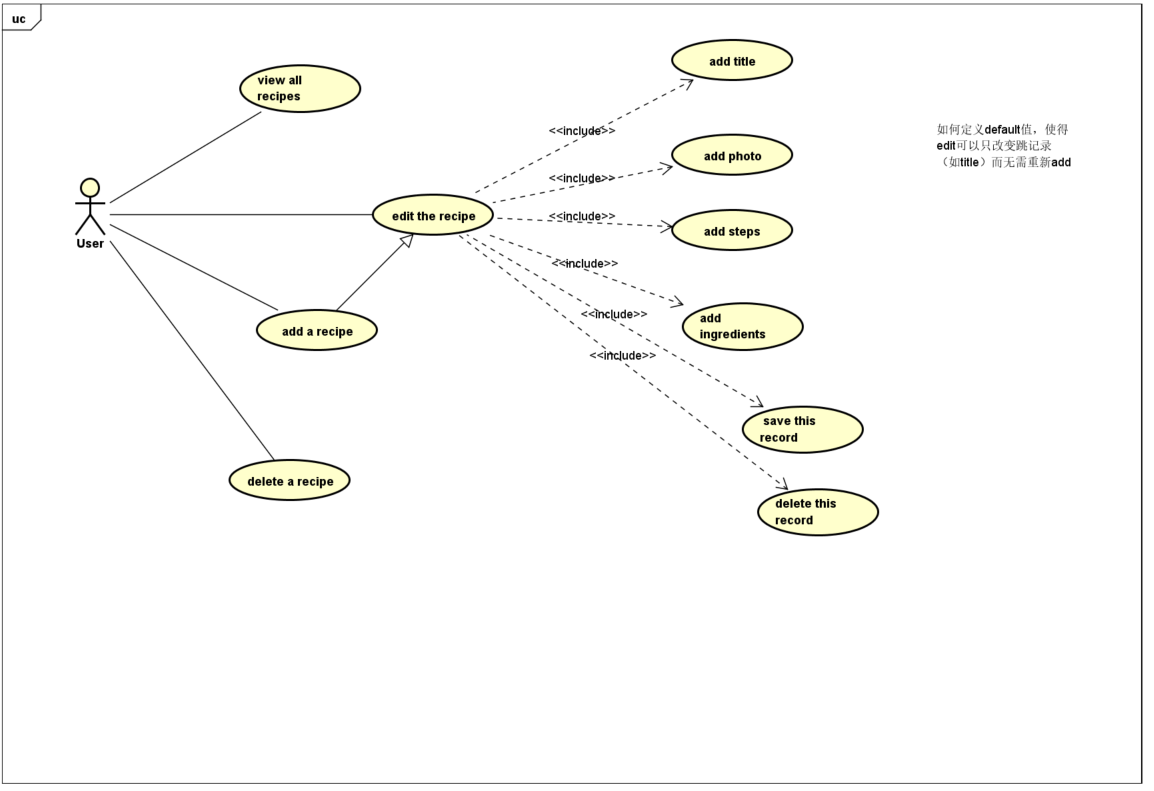 uc
view all
recipes
User
edit the recipe
add a recipe
delete a recipe
<<include>>
<<include>>
<<include>>
<<include>>
<<include>>
<<include>>
add title
add photo
add steps
add
ingredients
save this
record
delete this
record
如何定义default值，使得
edit可以只改变跳记录
（如title）而无需重新add